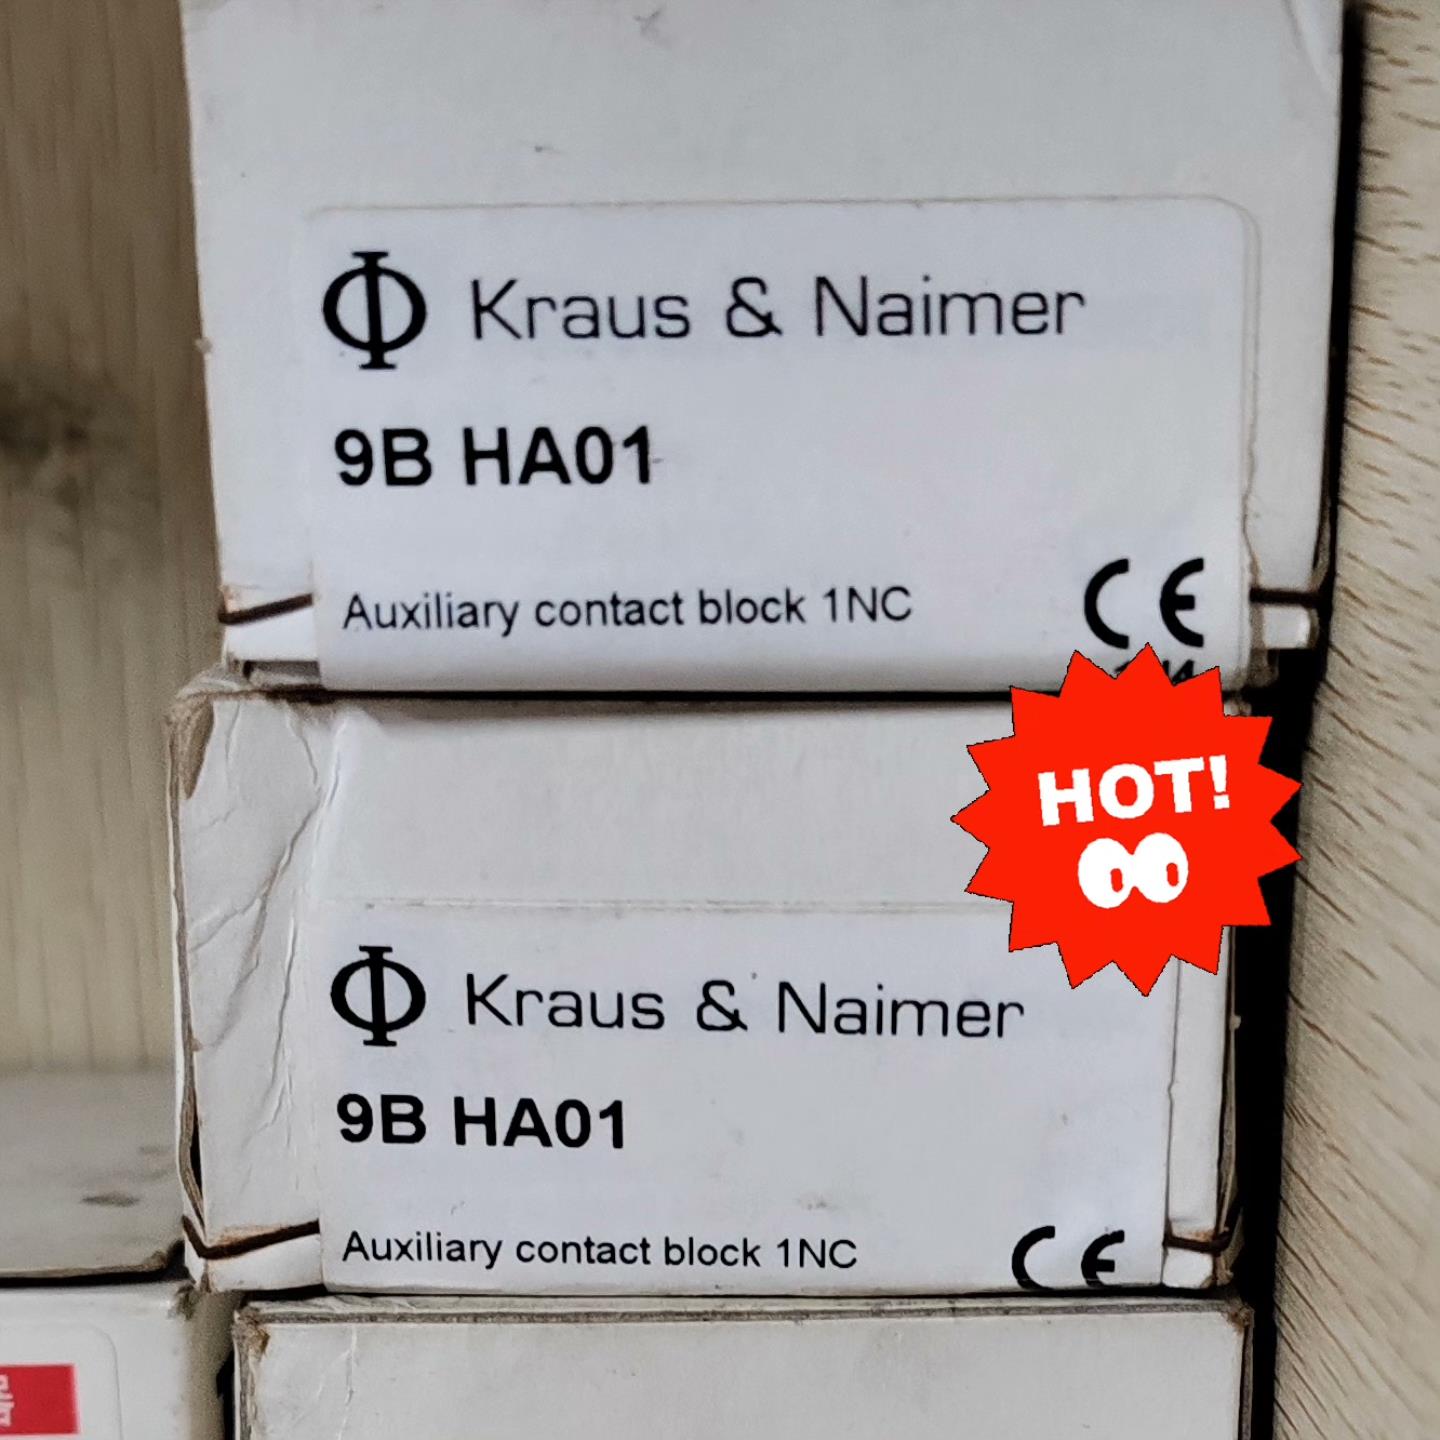 Φ Kraus & Naimer
9B HA01
Auxiliary contact block 1NC
CE
HOT!
Φ Kraus & Naimer
9B HA01
Auxiliary contact block 1NC
CE